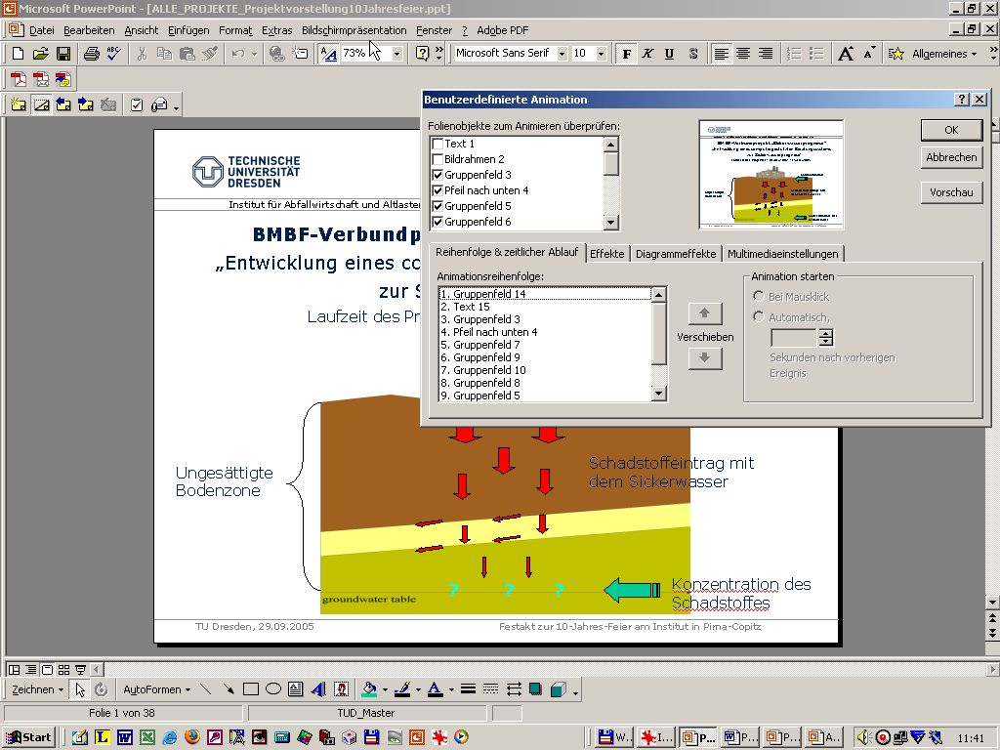 Microsoft PowerPoint - [ALLE_PROJEKTE_Projektvorstellung10Jahresfeier.ppt]
Datei Bearbeiten Ansicht Einfügen Format Extras Bildschirmpräsentation Fenster ? Adobe PDF
73% Microsoft Sans Serif 10 F K U S Allgemeines
Benutzerdefinierte Animation
Folienobjekte zum Animieren überprüfen:
Text 1
Bildrahmen 2
Gruppenfeld 3
Pfeil nach unten 4
Gruppenfeld 5
Gruppenfeld 6
OK
Abbrechen
Vorschau
Reihenfolge & zeitlicher Ablauf Effekte Diagrammeffekte Multimediaeinstellungen
Animationsreihenfolge:
1. Gruppenfeld 14
2. Text 15
3. Gruppenfeld 3
4. Pfeil nach unten 4
5. Gruppenfeld 7
6. Gruppenfeld 9
7. Gruppenfeld 10
8. Gruppenfeld 8
9. Gruppenfeld 5
Verschieben
Animation starten
Bei Mausklick
Automatisch,
Sekunden nach vorherigen
Ereignis
TECHNISCHE
UNIVERSITÄT
DRESDEN
Institut für Abfallwirtschaft und Altlaste
BMBF-Verbundp
„Entwicklung eines co
zur S
Laufzeit des Pr
Ungesättigte
Bodenzone
Schadstoffeintrag mit
dem Sickerwasser
? ? ?
groundwater table
Konzentration des
Schadstoffes
TU Dresden, 29.09.2005 Festakt zur 10-Jahres-Feier am Institut in Pirna-Copitz
Zeichnen AutoFormen
Folie 1 von 38 TUD_Master
Start W... I... P... P... P... A... 11:41